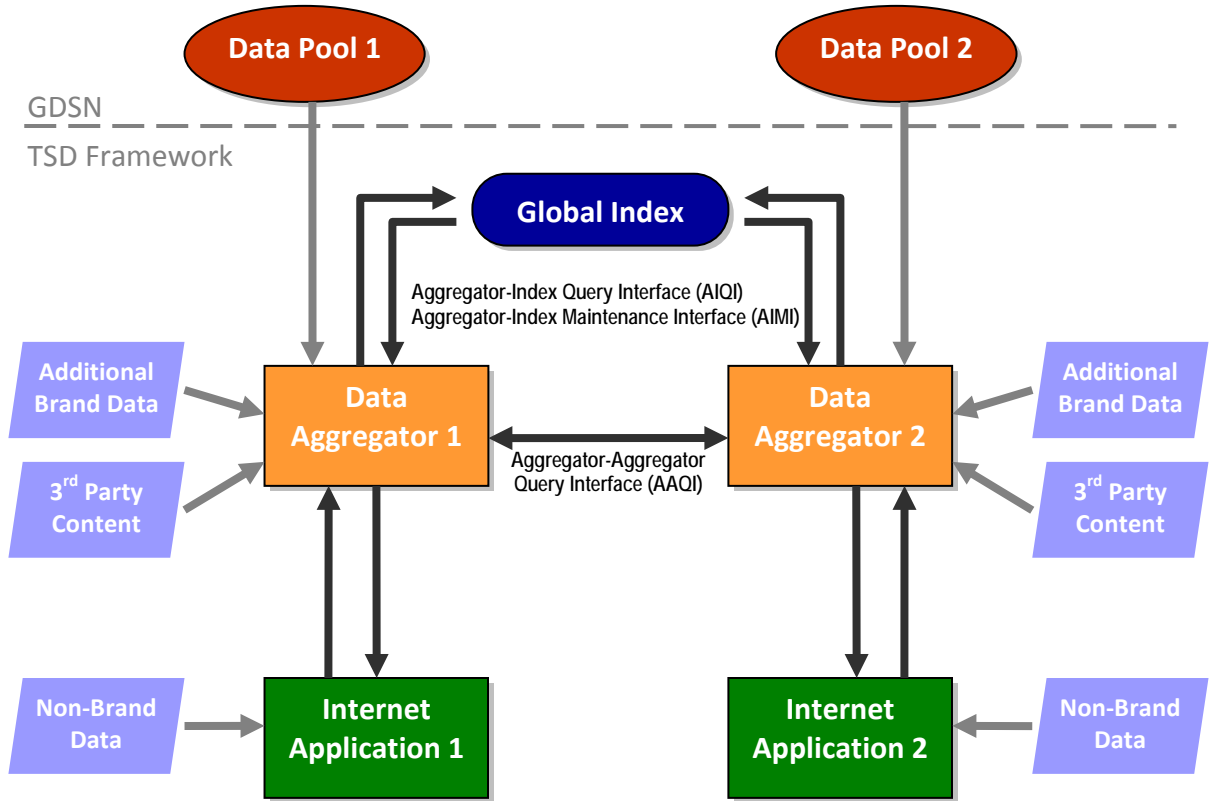 Data Pool 1
Data Pool 2
GDSN
TSD Framework
Global Index
Aggregator-Index Query Interface (AIQI)
Aggregator-Index Maintenance Interface (AIMI)
Additional
Brand Data
Data
Aggregator 1
Data
Aggregator 2
Additional
Brand Data
Aggregator-Aggregator
Query Interface (AAQI)
3rd Party
Content
3rd Party
Content
Non-Brand
Data
Internet
Application 1
Internet
Application 2
Non-Brand
Data